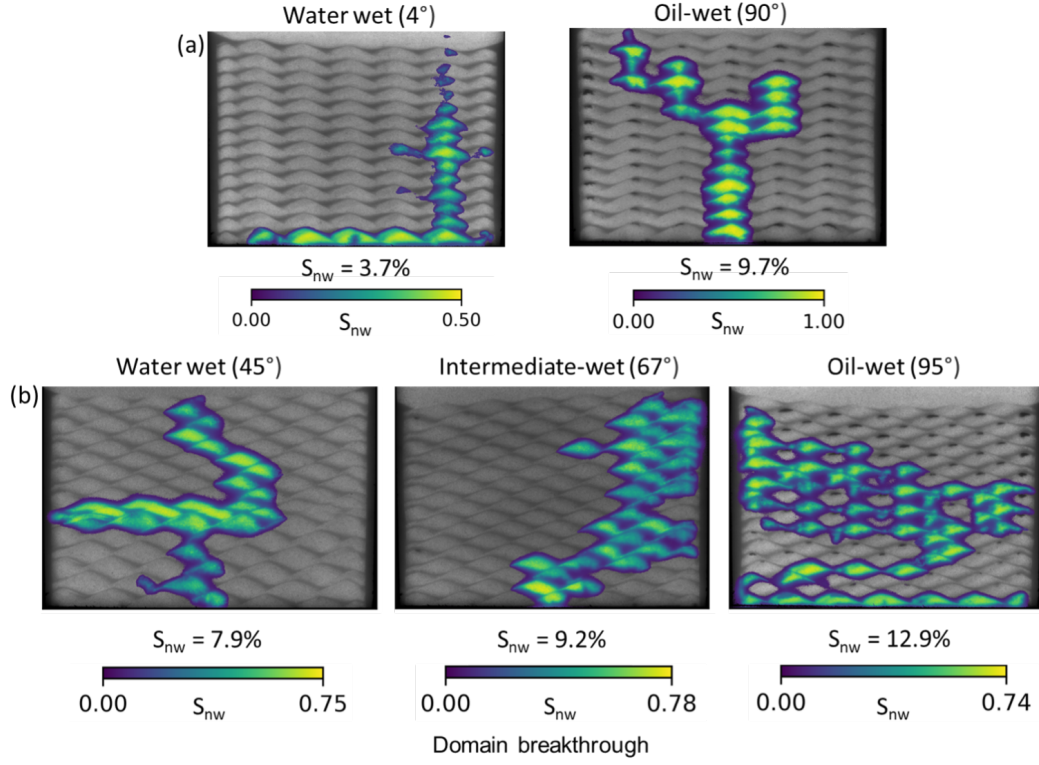 Water wet (4°)
Oil-wet (90°)
(a)
S_nw = 3.7%
S_nw = 9.7%
0.00 S_nw 0.50
0.00 S_nw 1.00
Water wet (45°)
Intermediate-wet (67°)
Oil-wet (95°)
(b)
S_nw = 7.9%
S_nw = 9.2%
S_nw = 12.9%
0.00 S_nw 0.75
0.00 S_nw 0.78
0.00 S_nw 0.74
Domain breakthrough